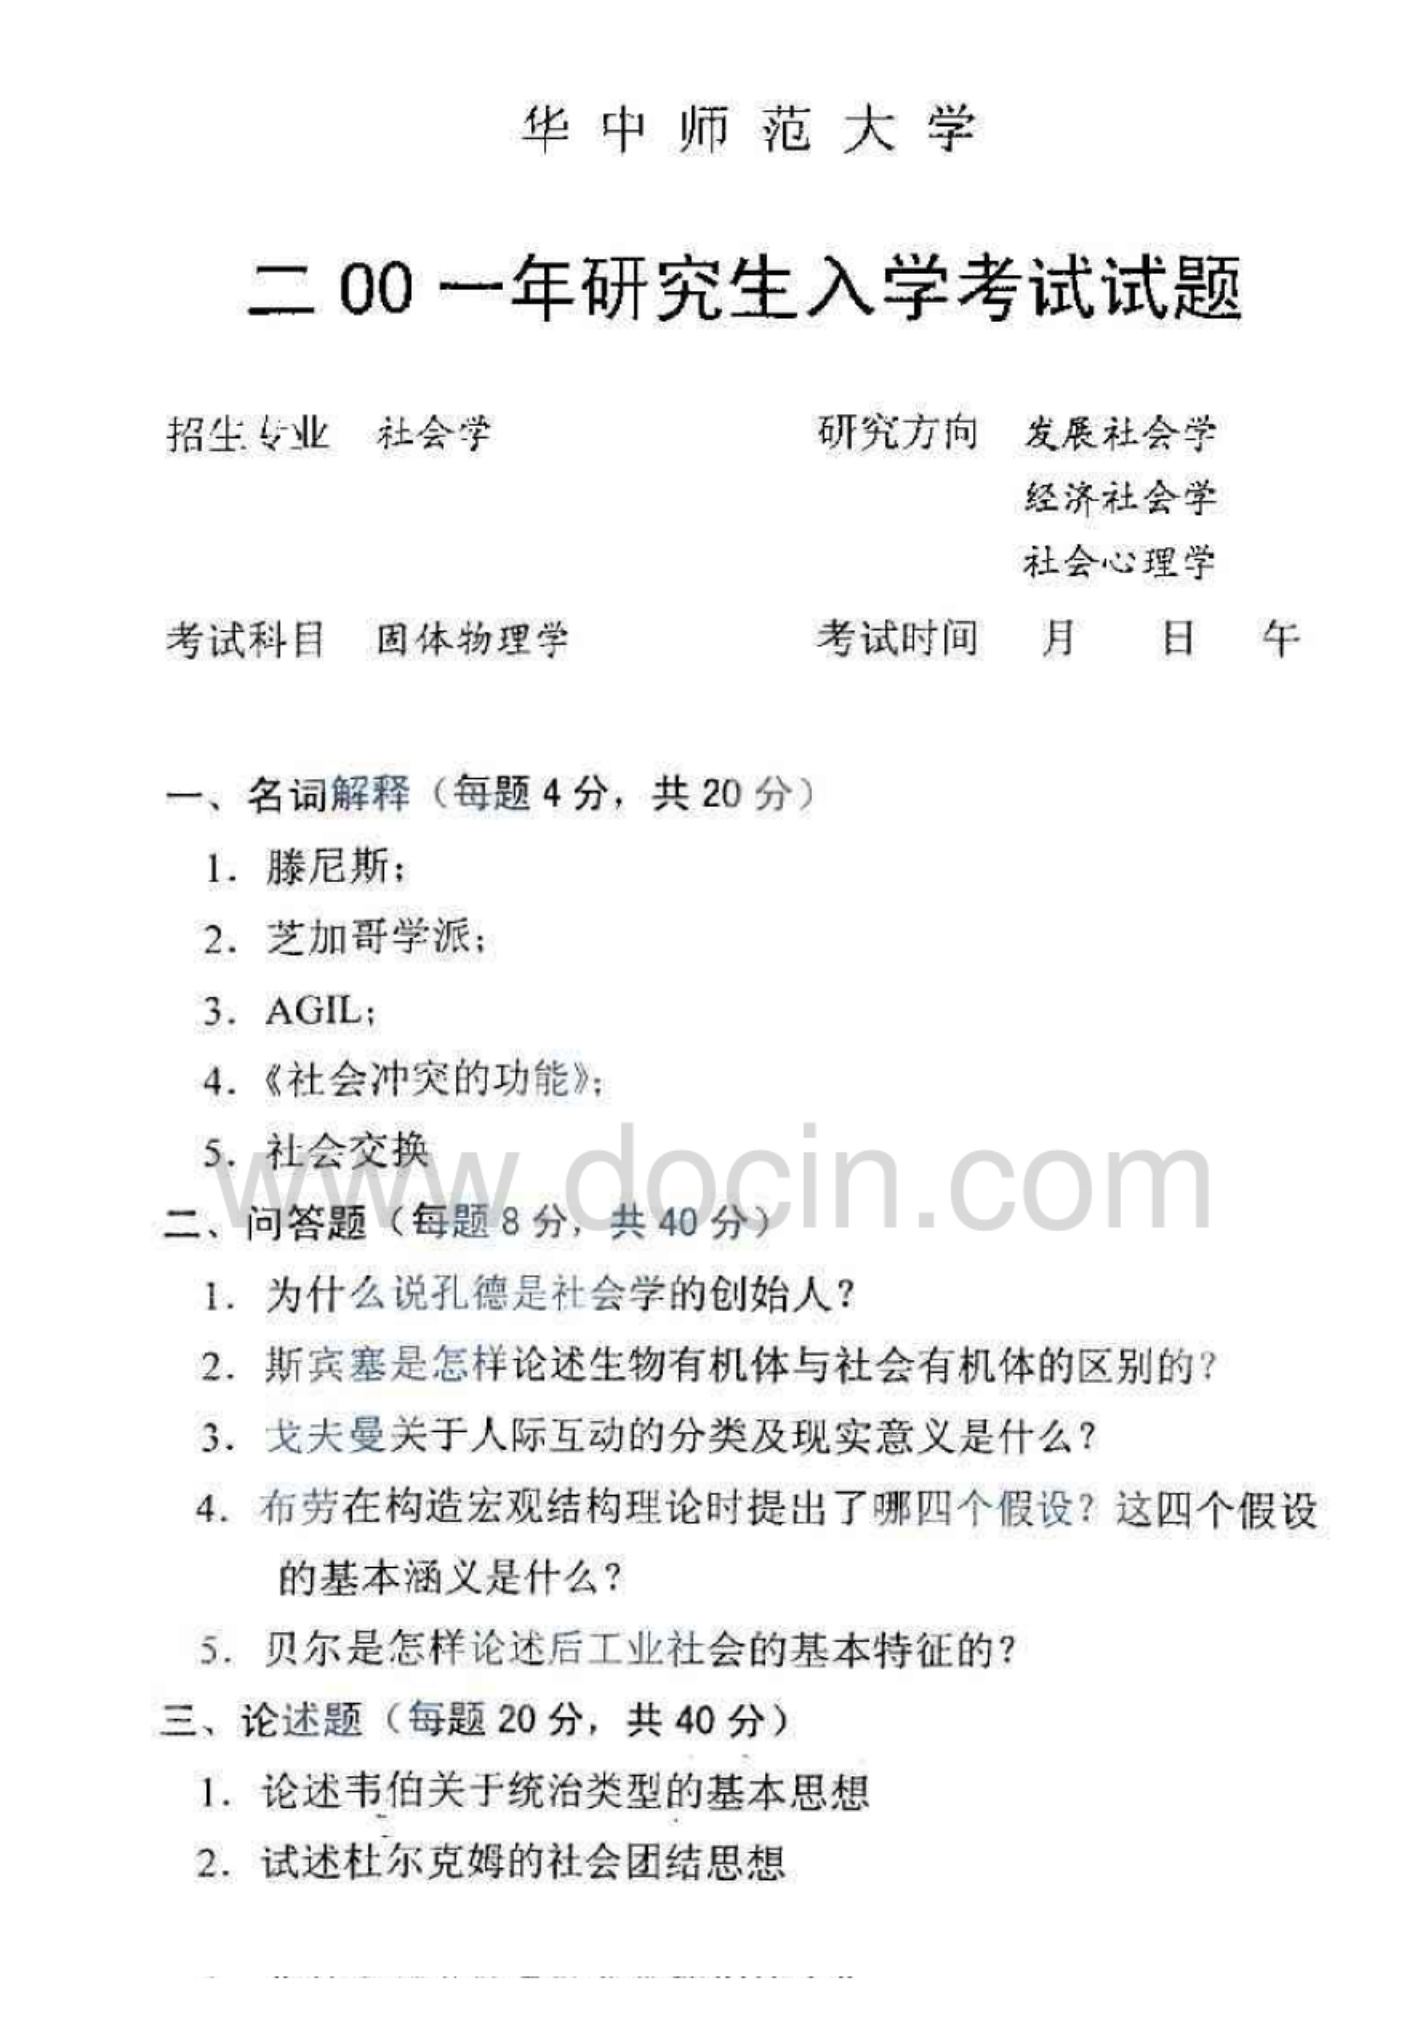 华中师范大学
二00一年研究生入学考试试题
招生专业 社会学 研究方向 发展社会学
经济社会学
社会心理学
考试科目 固体物理学 考试时间 月 日 午
一、名词解释（每题4分，共20分）
1．滕尼斯；
2．芝加哥学派；
3．AGIL；
4．《社会冲突的功能》；
5．社会交换
www.docin.com
二、问答题（每题8分，共40分）
1．为什么说孔德是社会学的创始人？
2．斯宾塞是怎样论述生物有机体与社会有机体的区别的？
3．戈夫曼关于人际互动的分类及现实意义是什么？
4．布劳在构造宏观结构理论时提出了哪四个假设？这四个假设
的基本涵义是什么？
5．贝尔是怎样论述后工业社会的基本特征的？
三、论述题（每题20分，共40分）
1．论述韦伯关于统治类型的基本思想
2．试述杜尔克姆的社会团结思想